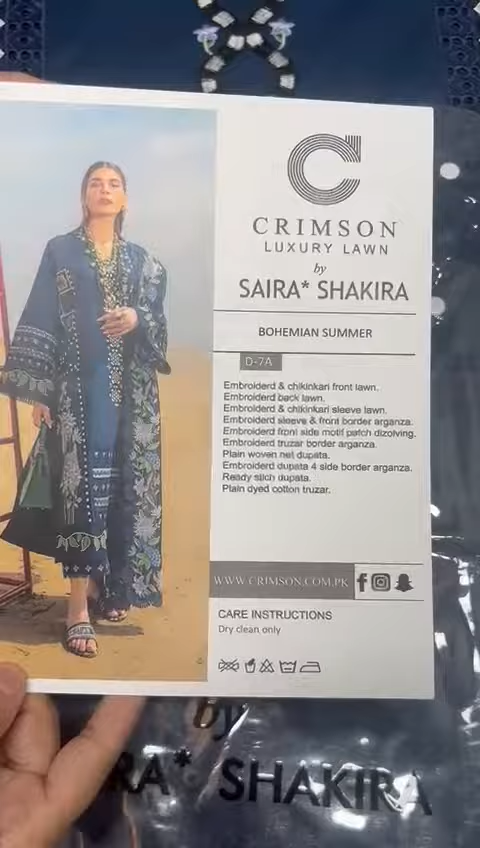 CRIMSON
LUXURY LAWN
by
SAIRA* SHAKIRA
BOHEMIAN SUMMER
D-7A
Embroiderd & chikinkari front lawn.
Embroiderd back lawn.
Embroiderd & chikinkari sleeve lawn.
Embroiderd sleeve & front border arganza.
Embroiderd front side motif patch dizolving.
Embroiderd truzar border arganza.
Plain woven net dupata.
Embroiderd dupata 4 side border arganza.
Ready stich dupata.
Plain dyed cotton truzar.
WWW.CRIMSON.COM.PK
CARE INSTRUCTIONS
Dry clean only
by
RA* SHAKIRA